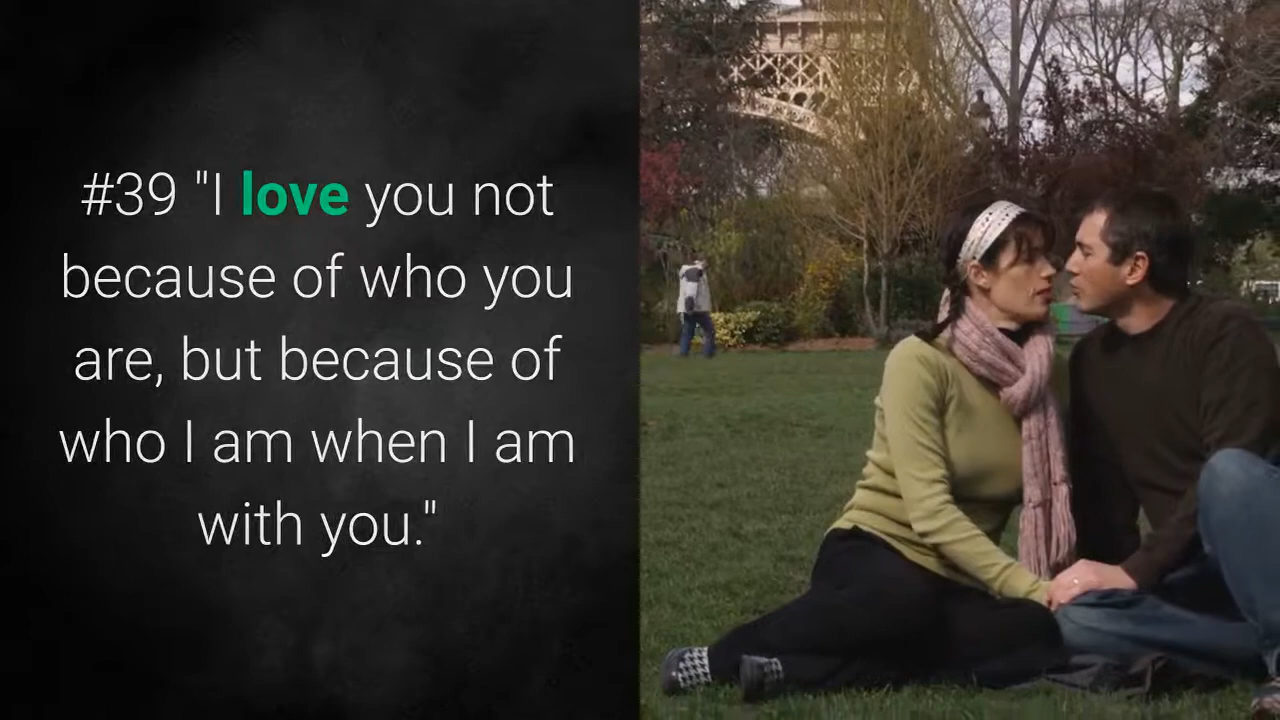 #39 "I love you not
because of who you
are, but because of
who I am when I am
with you."